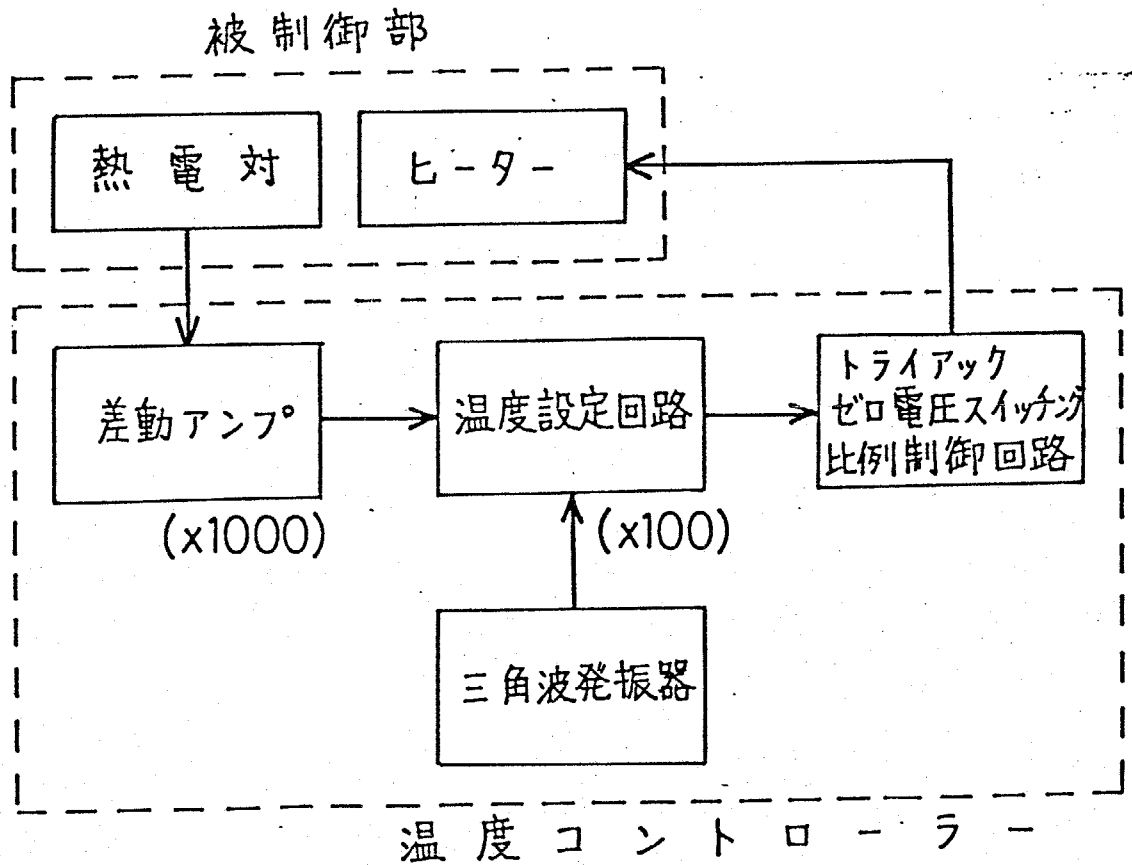 被制御部
熱電対
ヒーター
差動アンプ
(x1000)
温度設定回路
(x100)
トライアック
ゼロ電圧スイッチング
比例制御回路
三角波発振器
温度コントローラー